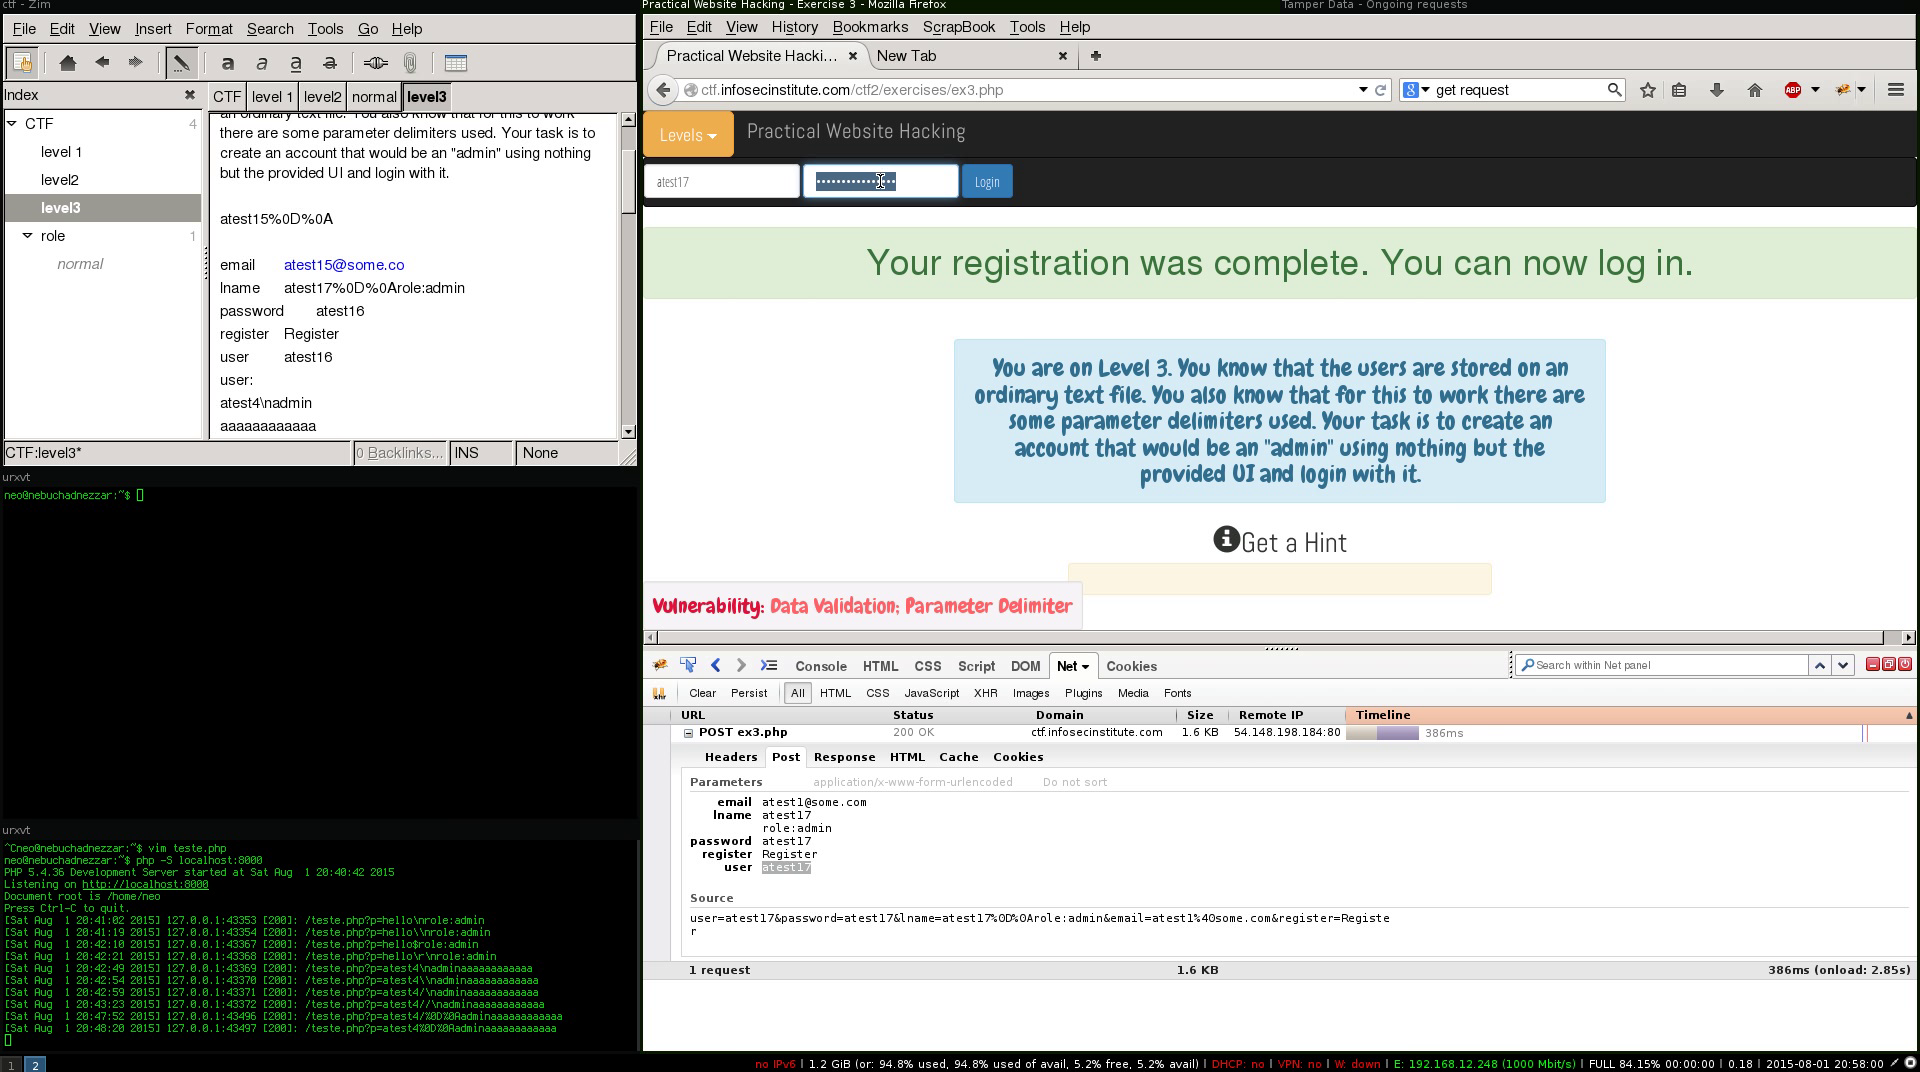 ctf - Zim
File Edit View Insert Format Search Tools Go Help
Index
CTF 4
level 1
level2
level3
role 1
normal
CTF level 1 level2 normal level3
an ordinary text file. You also know that for this to work
there are some parameter delimiters used. Your task is to
create an account that would be an "admin" using nothing
but the provided UI and login with it.
atest15%0D%0A
email atest15@some.co
lname atest17%0D%0Arole:admin
password atest16
register Register
user atest16
user:
atest4\nadmin
aaaaaaaaaaaa
CTF:level3* 0 Backlinks... INS None
urxvt
neo@nebuchadnezzar:~$
urxvt
^Cneo@nebuchadnezzar:~$ vim teste.php
neo@nebuchadnezzar:~$ php -S localhost:8000
PHP 5.4.36 Development Server started at Sat Aug 1 20:40:42 2015
Listening on http://localhost:8000
Document root is /home/neo
Press Ctrl-C to quit.
[Sat Aug 1 20:41:02 2015] 127.0.0.1:43353 [200]: /teste.php?p=hello\nrole:admin
[Sat Aug 1 20:41:19 2015] 127.0.0.1:43354 [200]: /teste.php?p=hello\\nrole:admin
[Sat Aug 1 20:42:10 2015] 127.0.0.1:43367 [200]: /teste.php?p=hello$role:admin
[Sat Aug 1 20:42:21 2015] 127.0.0.1:43368 [200]: /teste.php?p=hello\r\nrole:admin
[Sat Aug 1 20:42:49 2015] 127.0.0.1:43369 [200]: /teste.php?p=atest4\nadminaaaaaaaaaaaa
[Sat Aug 1 20:42:54 2015] 127.0.0.1:43370 [200]: /teste.php?p=atest4\\nadminaaaaaaaaaaaa
[Sat Aug 1 20:42:59 2015] 127.0.0.1:43371 [200]: /teste.php?p=atest4/\nadminaaaaaaaaaaaa
[Sat Aug 1 20:43:23 2015] 127.0.0.1:43372 [200]: /teste.php?p=atest4//\nadminaaaaaaaaaaaa
[Sat Aug 1 20:47:52 2015] 127.0.0.1:43496 [200]: /teste.php?p=atest4/%0D%0Aadminaaaaaaaaaaaa
[Sat Aug 1 20:48:20 2015] 127.0.0.1:43497 [200]: /teste.php?p=atest4%0D%0Aadminaaaaaaaaaaaa
Practical Website Hacking - Exercise 3 - Mozilla Firefox
Tamper Data - Ongoing requests
File Edit View History Bookmarks ScrapBook Tools Help
Practical Website Hacki... New Tab
ctf.infosecinstitute.com/ctf2/exercises/ex3.php
get request
ABP
Levels Practical Website Hacking
atest17 Login
Your registration was complete. You can now log in.
You are on Level 3. You know that the users are stored on an
ordinary text file. You also know that for this to work there are
some parameter delimiters used. Your task is to create an
account that would be an "admin" using nothing but the
provided UI and login with it.
Get a Hint
Vulnerability: Data Validation; Parameter Delimiter
Console HTML CSS Script DOM Net Cookies
Search within Net panel
Clear Persist All HTML CSS JavaScript XHR Images Plugins Media Fonts
URL Status Domain Size Remote IP Timeline
POST ex3.php 200 OK ctf.infosecinstitute.com 1.6 KB 54.148.198.184:80 386ms
Headers Post Response HTML Cache Cookies
Parameters application/x-www-form-urlencoded Do not sort
email atest1@some.com
lname atest17
role:admin
password atest17
register Register
user atest17
Source
user=atest17&password=atest17&lname=atest17%0D%0Arole:admin&email=atest1%40some.com&register=Registe
r
1 request 1.6 KB 386ms (onload: 2.85s)
1 2
no IPv6 | 1.2 GiB (or: 94.8% used, 94.8% used of avail, 5.2% free, 5.2% avail) | DHCP: no | VPN: no | W: down | E: 192.168.12.248 (1000 Mbit/s) | FULL 84.15% 00:00:00 | 0.18 | 2015-08-01 20:58:00